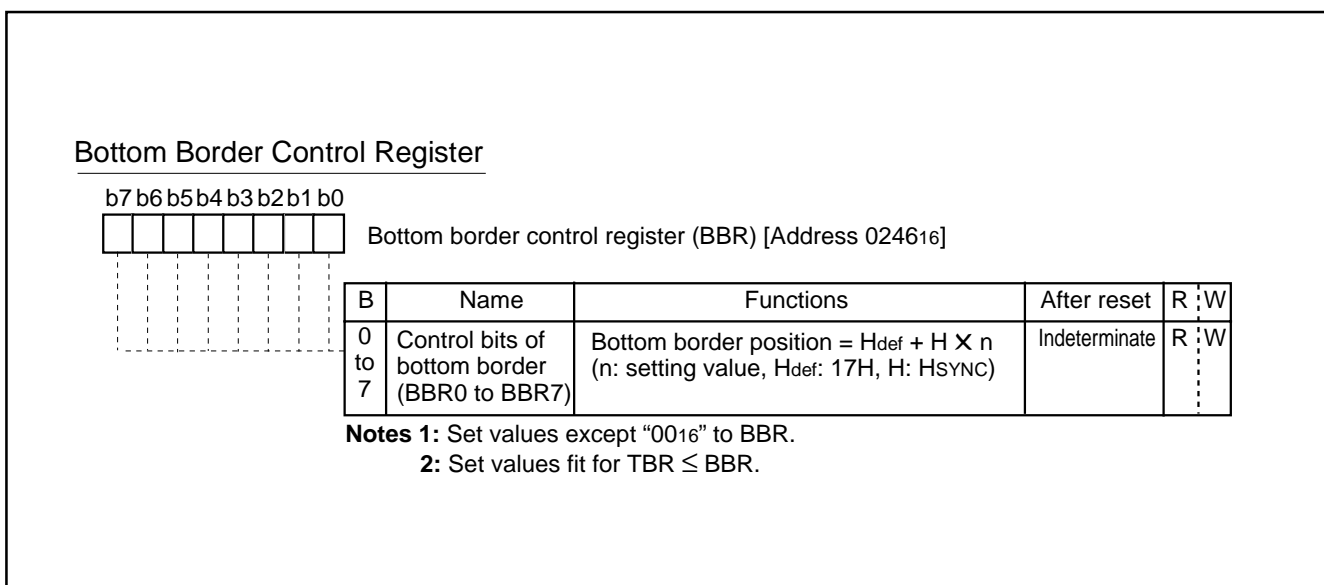 Bottom Border Control Register
b7 b6 b5 b4 b3 b2 b1 b0
Bottom border control register (BBR) [Address 024616]
B Name Functions After reset R W
0 to 7 Control bits of bottom border (BBR0 to BBR7) Bottom border position = Hdef + H X n (n: setting value, Hdef: 17H, H: HSYNC) Indeterminate R W
Notes 1: Set values except “0016” to BBR.
2: Set values fit for TBR ≤ BBR.